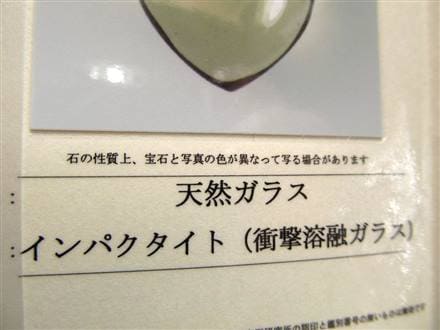 石の性質上、宝石と写真の色が異なって写る場合があります
: 天然ガラス
: インパクタイト (衝撃溶融ガラス)